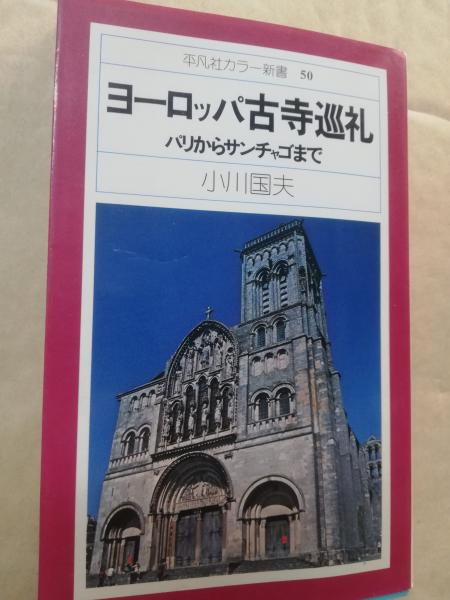 平凡社カラー新書 50
ヨーロッパ古寺巡礼
パリからサンチャゴまで
小川国夫